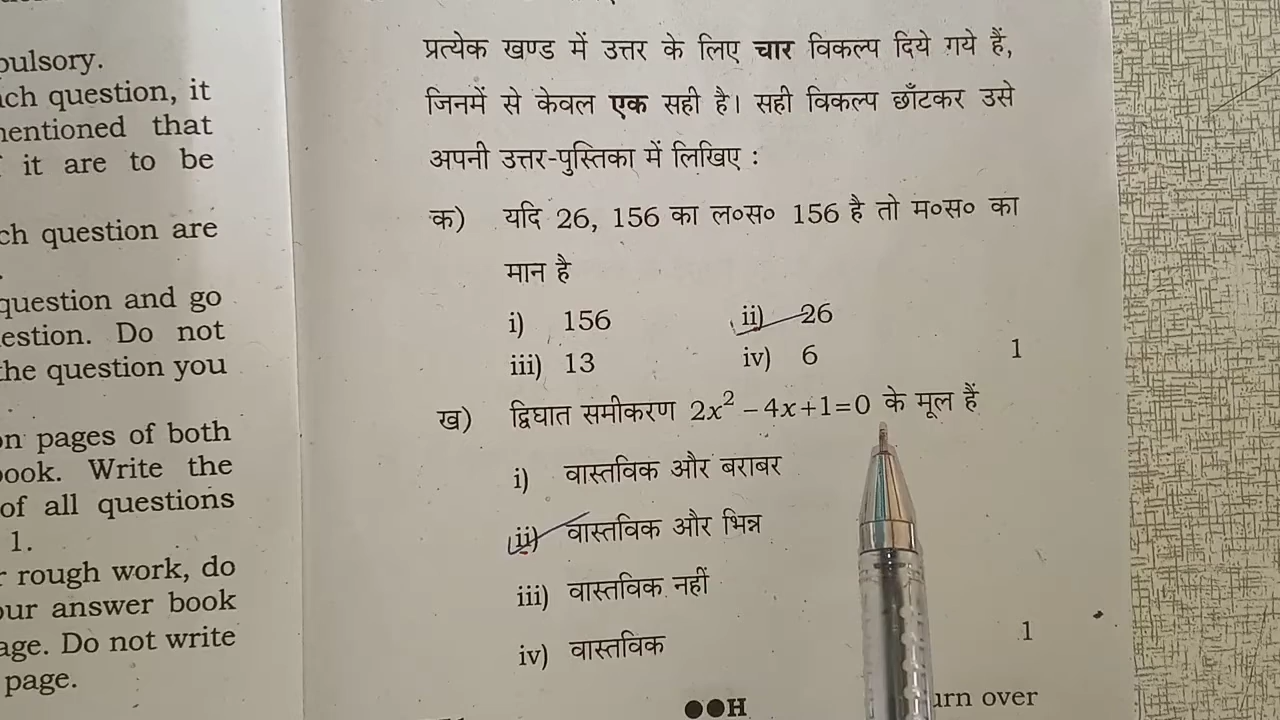 pulsory.
ach question, it
mentioned that
it are to be
ch question are
question and go
estion. Do not
the question you
on pages of both
book. Write the
of all questions
1.
r rough work, do
our answer book
age. Do not write
page.
प्रत्येक खण्ड में उत्तर के लिए चार विकल्प दिये गये हैं,
जिनमें से केवल एक सही है। सही विकल्प छाँटकर उसे
अपनी उत्तर-पुस्तिका में लिखिए :
क) यदि 26, 156 का ल०स० 156 है तो म०स० का
मान है
i) 156 ii) 26
iii) 13 iv) 6 1
ख) द्विघात समीकरण 2x² – 4x+1=0 के मूल हैं
i) वास्तविक और बराबर
ii) वास्तविक और भिन्न
iii) वास्तविक नहीं
iv) वास्तविक 1
●●H urn over